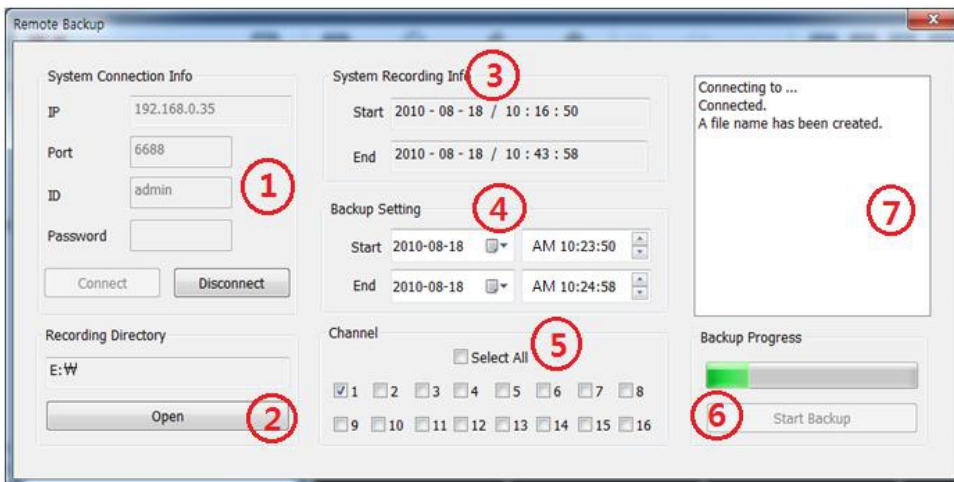 Remote Backup
System Connection Info
IP 192.168.0.35
Port 6688
ID admin
Password
Connect Disconnect
1
Recording Directory
E:₩
Open
2
System Recording Info
3
Start 2010 - 08 - 18 / 10 : 16 : 50
End 2010 - 08 - 18 / 10 : 43 : 58
Backup Setting
4
Start 2010-08-18 AM 10:23:50
End 2010-08-18 AM 10:24:58
Channel
5
Select All
1 2 3 4 5 6 7 8
9 10 11 12 13 14 15 16
Connecting to ...
Connected.
A file name has been created.
7
Backup Progress
6
Start Backup